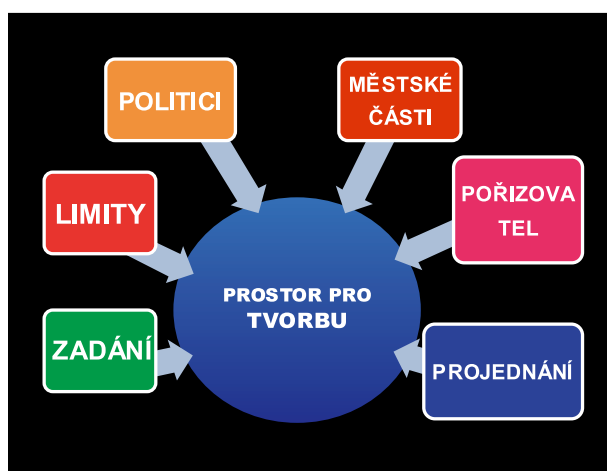 POLITICI
MĚSTSKÉ
ČÁSTI
LIMITY
POŘIZOVA
TEL
PROSTOR PRO
TVORBU
ZADÁNÍ
PROJEDNÁNÍ